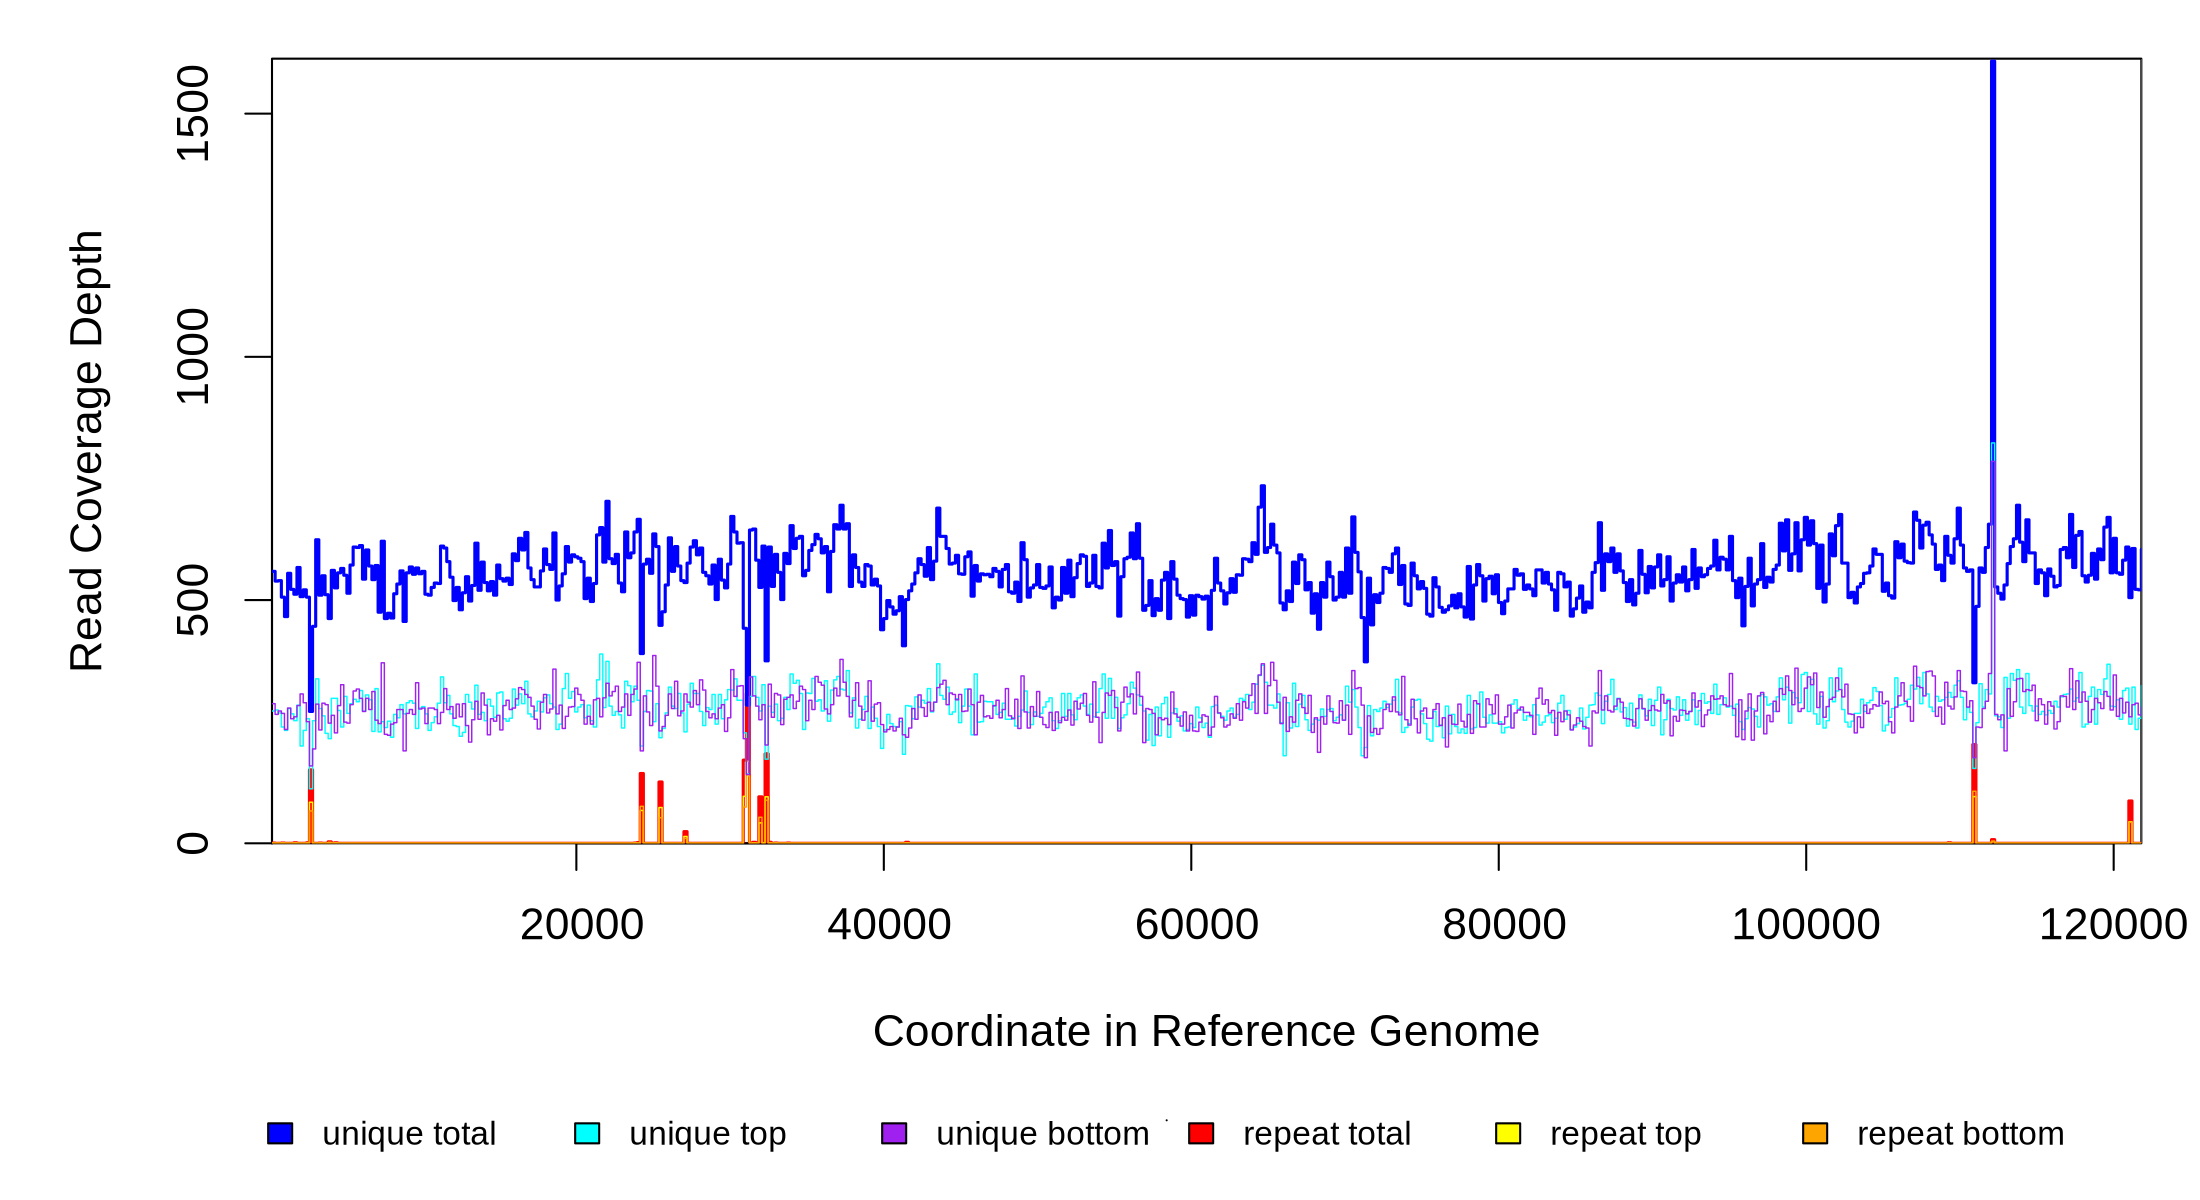 1500
1000
500
0
Read Coverage Depth
20000 40000 60000 80000 100000 120000
Coordinate in Reference Genome
unique total unique top unique bottom repeat total repeat top repeat bottom